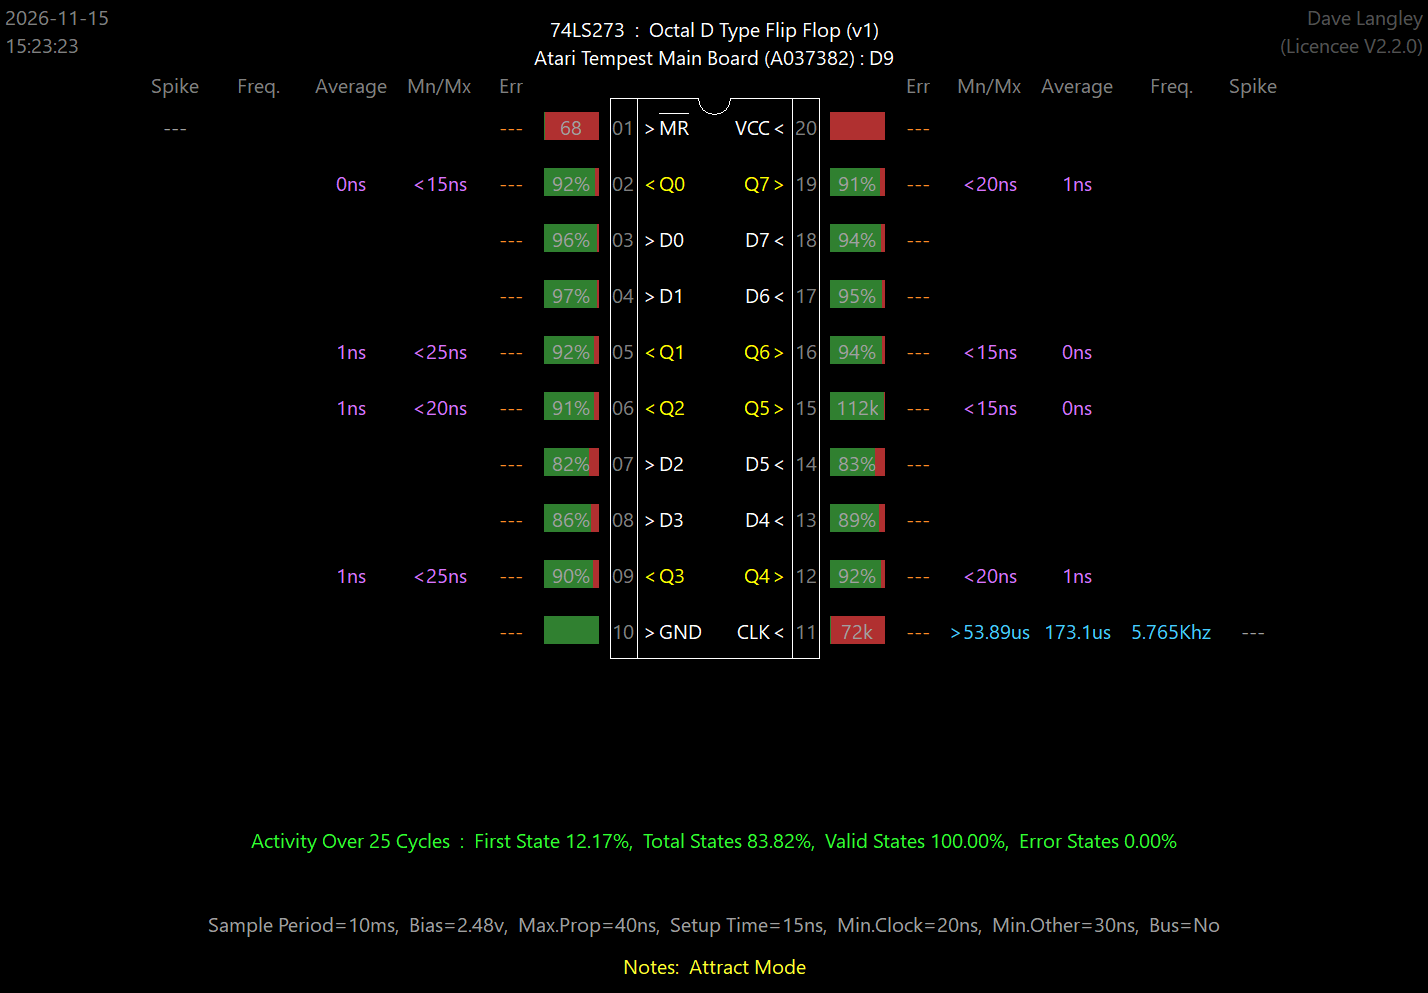 2026-11-15
15:23:23
74LS273 : Octal D Type Flip Flop (v1)
Atari Tempest Main Board (A037382) : D9
Dave Langley
(Licencee V2.2.0)
Spike Freq. Average Mn/Mx Err Err Mn/Mx Average Freq. Spike
--- --- 68 01 >MR VCC< 20 ---
0ns <15ns --- 92% 02 <Q0 Q7> 19 91% --- <20ns 1ns
--- 96% 03 >D0 D7< 18 94% ---
--- 97% 04 >D1 D6< 17 95% ---
1ns <25ns --- 92% 05 <Q1 Q6> 16 94% --- <15ns 0ns
1ns <20ns --- 91% 06 <Q2 Q5> 15 112k --- <15ns 0ns
--- 82% 07 >D2 D5< 14 83% ---
--- 86% 08 >D3 D4< 13 89% ---
1ns <25ns --- 90% 09 <Q3 Q4> 12 92% --- <20ns 1ns
--- 10 >GND CLK< 11 72k --- >53.89us 173.1us 5.765Khz ---
Activity Over 25 Cycles : First State 12.17%, Total States 83.82%, Valid States 100.00%, Error States 0.00%
Sample Period=10ms, Bias=2.48v, Max.Prop=40ns, Setup Time=15ns, Min.Clock=20ns, Min.Other=30ns, Bus=No
Notes: Attract Mode